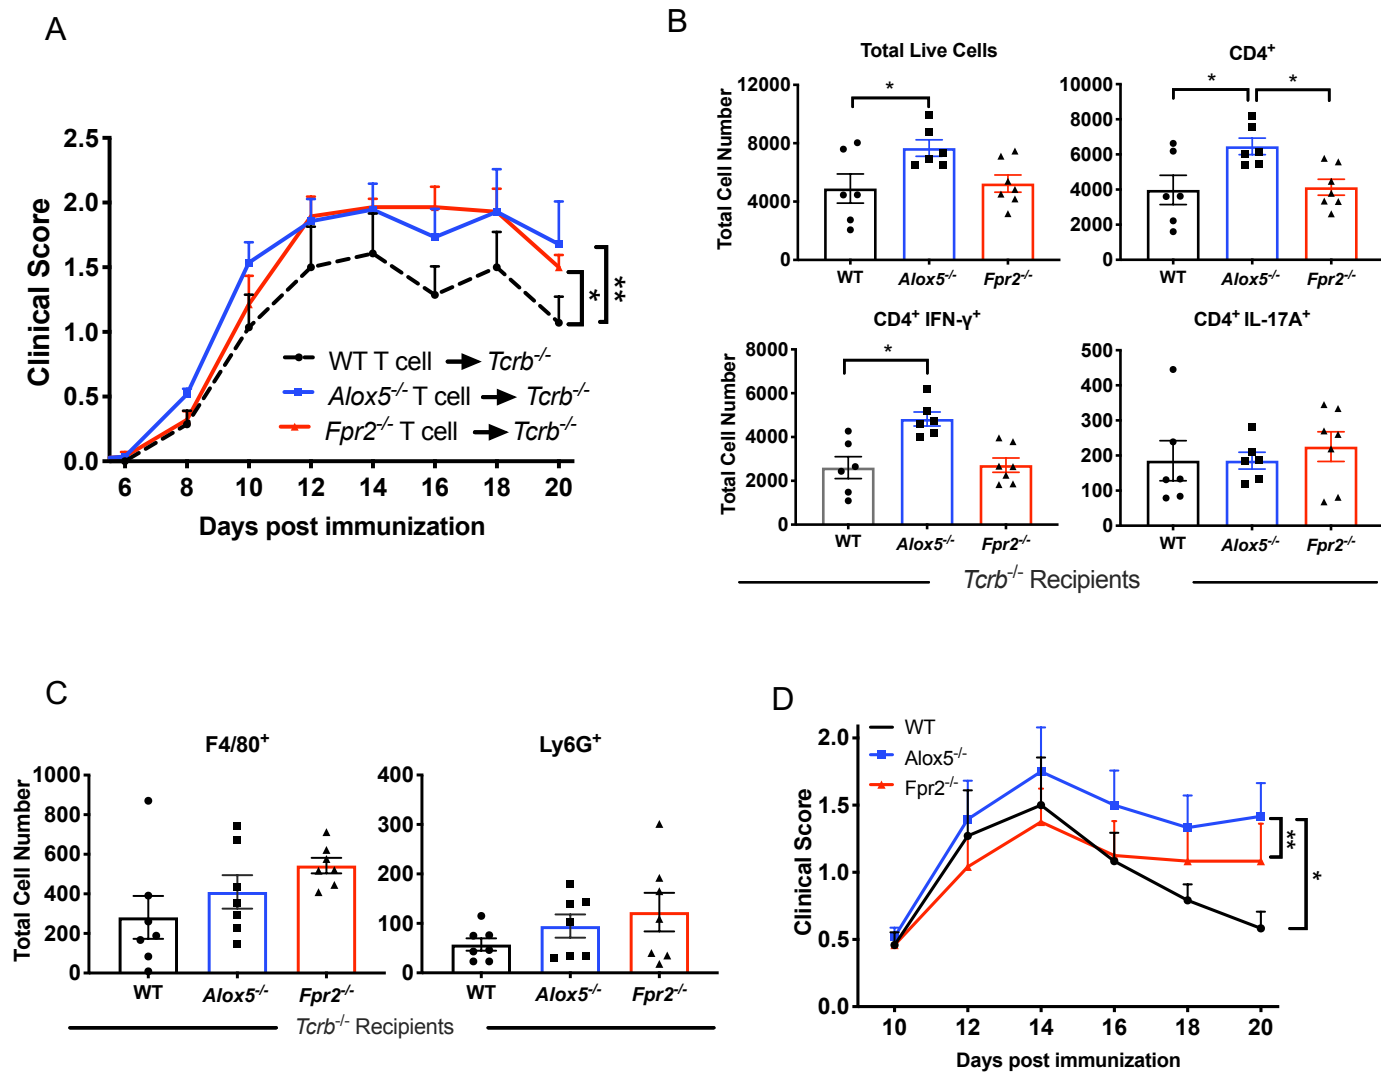 A
2.5
2.0
1.5
1.0
0.5
0.0
Clinical Score
6 8 10 12 14 16 18 20
Days post immunization
WT T cell → Tcrb-/-
Alox5-/- T cell → Tcrb-/-
Fpr2-/- T cell → Tcrb-/-
*
**
B
Total Live Cells
12000
8000
4000
0
Total Cell Number
*
WT Alox5-/- Fpr2-/-
CD4+
10000
8000
6000
4000
2000
0
* *
WT Alox5-/- Fpr2-/-
CD4+ IFN-γ+
8000
6000
4000
2000
0
Total Cell Number
*
WT Alox5-/- Fpr2-/-
CD4+ IL-17A+
500
400
300
200
100
0
WT Alox5-/- Fpr2-/-
Tcrb-/- Recipients
C
F4/80+
1000
800
600
400
200
0
Total Cell Number
WT Alox5-/- Fpr2-/-
Ly6G+
400
300
200
100
0
WT Alox5-/- Fpr2-/-
Tcrb-/- Recipients
D
WT
Alox5-/-
Fpr2-/-
2.0
1.5
1.0
0.5
0.0
Clinical Score
**
*
10 12 14 16 18 20
Days post immunization